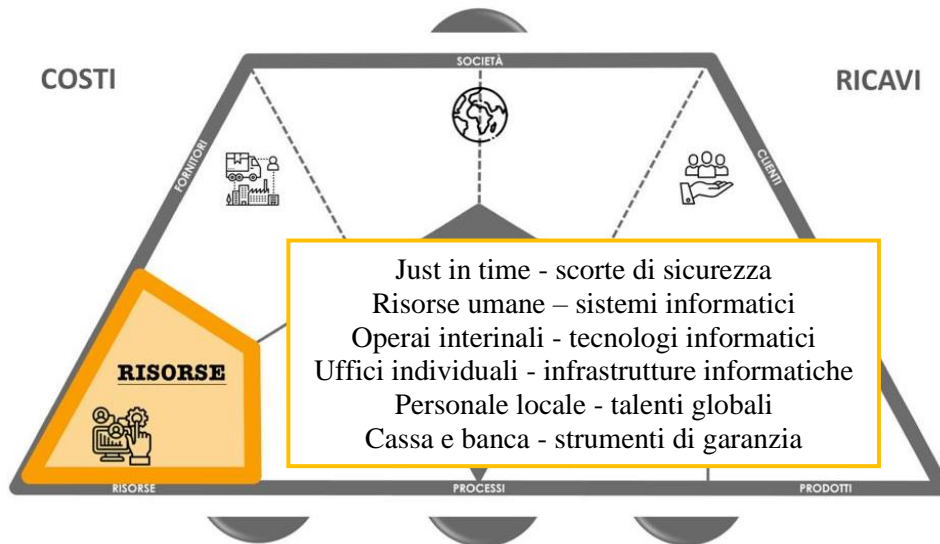 SOCIETÀ
COSTI
RICAVI
FORNITORI
CLIENTI
Just in time - scorte di sicurezza
Risorse umane – sistemi informatici
Operai interinali - tecnologi informatici
Uffici individuali - infrastrutture informatiche
Personale locale - talenti globali
Cassa e banca - strumenti di garanzia
RISORSE
RISORSE
PROCESSI
PRODOTTI